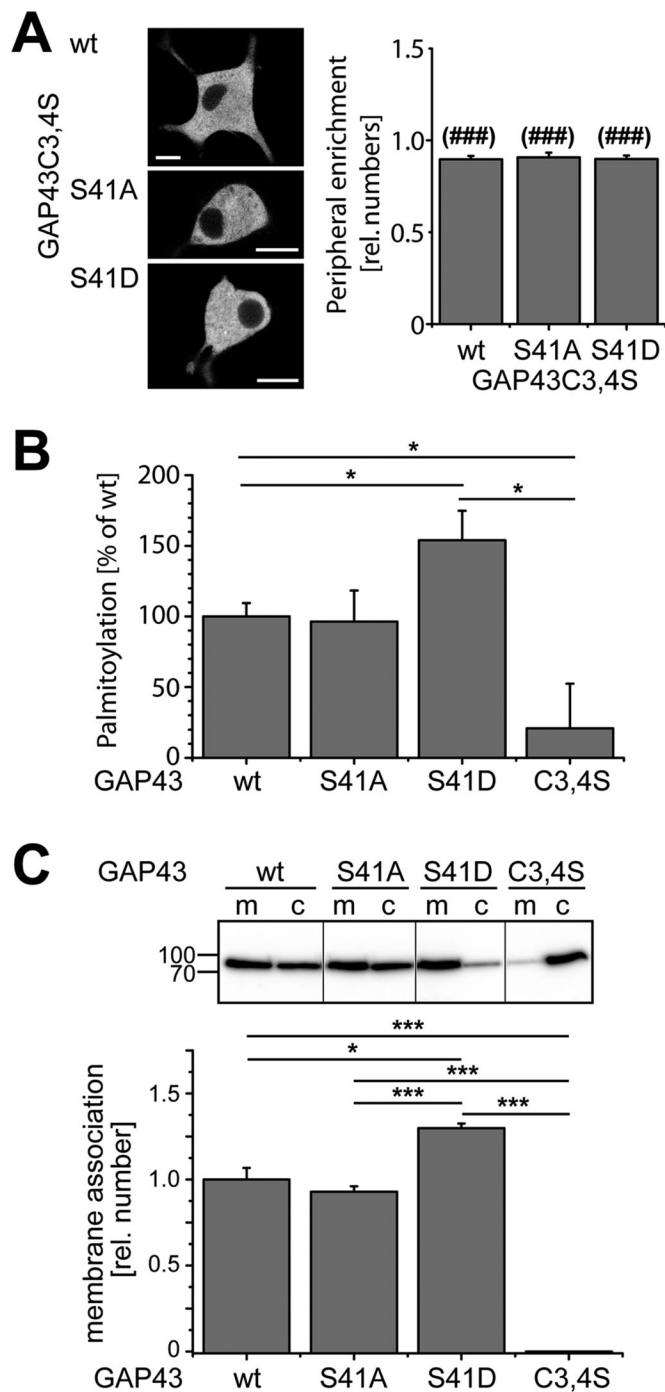 A
wt
GAP43C3,4S
S41A
S41D
Peripheral enrichment
[rel. numbers]
1.5
1.0
0.5
0
(###) (###) (###)
wt S41A S41D
GAP43C3,4S
B
Palmitoylation [% of wt]
200
150
100
50
0
*
* *
GAP43 wt S41A S41D C3,4S
C
GAP43 wt S41A S41D C3,4S
m c m c m c m c
100
70
membrane association
[rel. number]
1.5
1.0
0.5
0
***
*
***
*** ***
GAP43 wt S41A S41D C3,4S